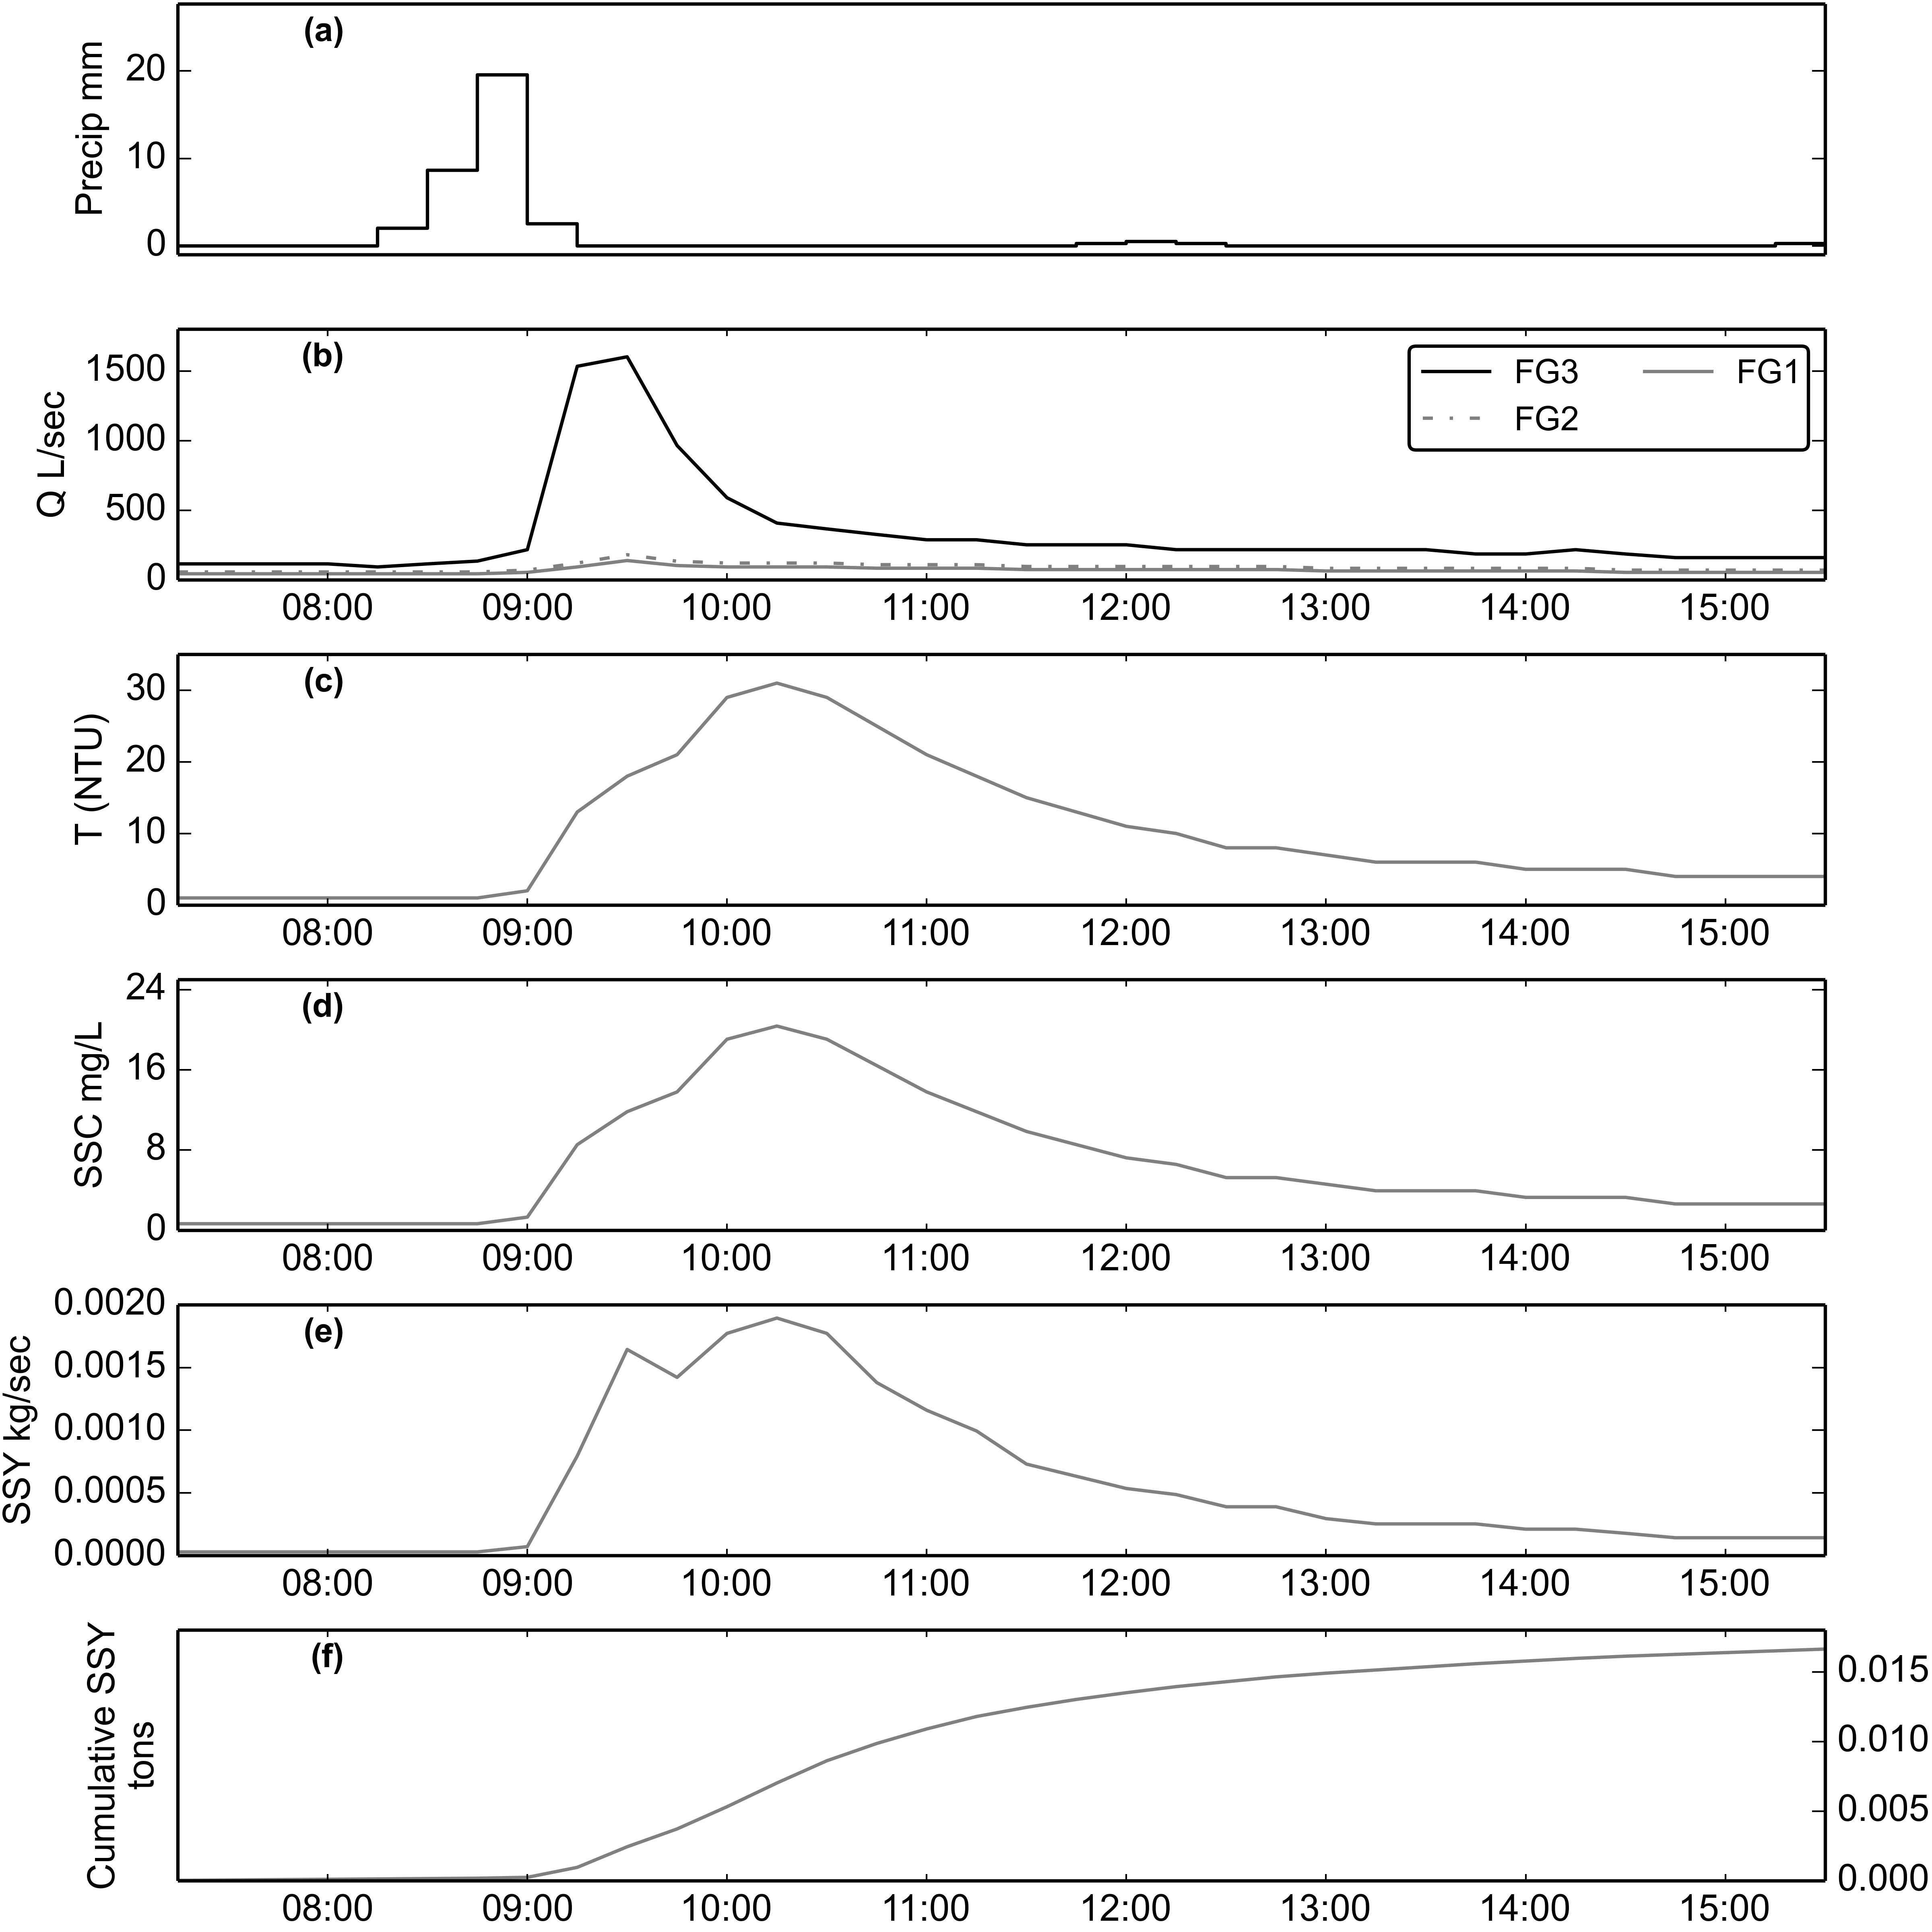 (a)
Precip mm
20
10
0
(b)
Q L/sec
1500
1000
500
0
FG3 FG1
FG2
08:00 09:00 10:00 11:00 12:00 13:00 14:00 15:00
(c)
T (NTU)
30
20
10
0
08:00 09:00 10:00 11:00 12:00 13:00 14:00 15:00
(d)
SSC mg/L
24
16
8
0
08:00 09:00 10:00 11:00 12:00 13:00 14:00 15:00
(e)
SSY kg/sec
0.0020
0.0015
0.0010
0.0005
0.0000
08:00 09:00 10:00 11:00 12:00 13:00 14:00 15:00
(f)
Cumulative SSY
tons
0.015
0.010
0.005
0.000
08:00 09:00 10:00 11:00 12:00 13:00 14:00 15:00